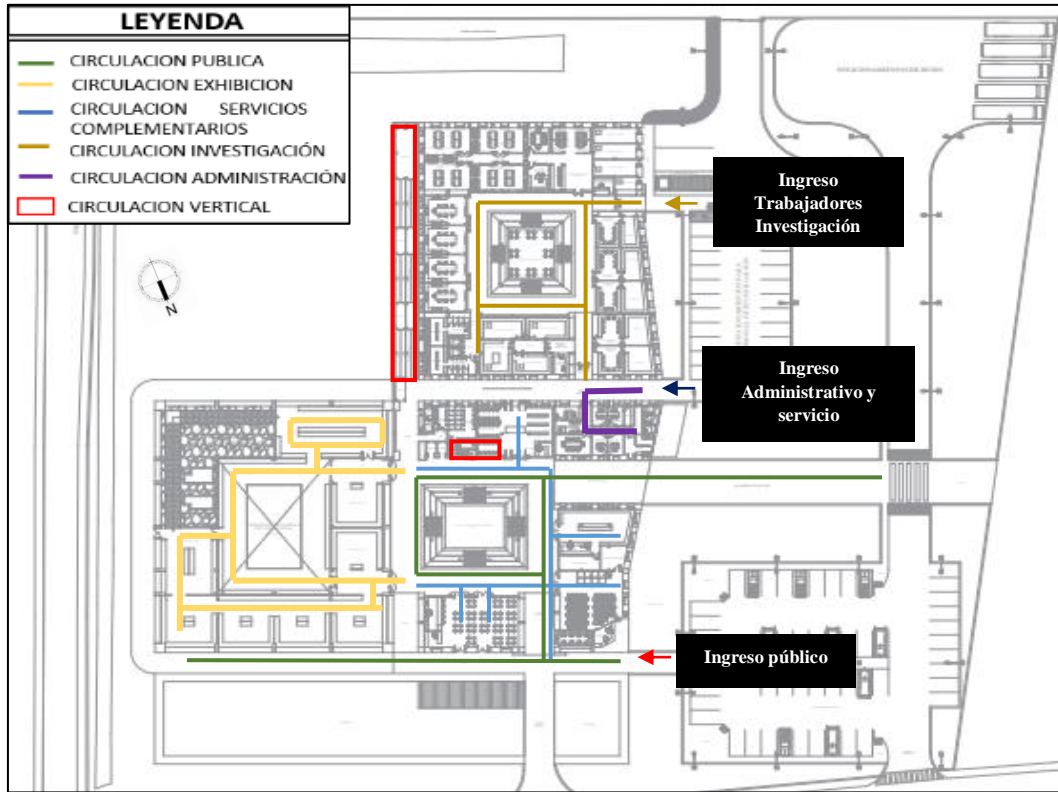 LEYENDA
CIRCULACION PUBLICA
CIRCULACION EXHIBICION
CIRCULACION SERVICIOS
COMPLEMENTARIOS
CIRCULACION INVESTIGACIÓN
CIRCULACION ADMINISTRACIÓN
CIRCULACION VERTICAL
N
Ingreso
Trabajadores
Investigación
Ingreso
Administrativo y
servicio
Ingreso público